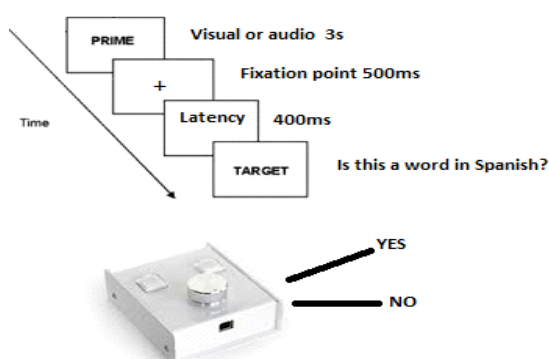 PRIME
Visual or audio 3s
+
Fixation point 500ms
Time
Latency
400ms
TARGET
Is this a word in Spanish?
YES
NO